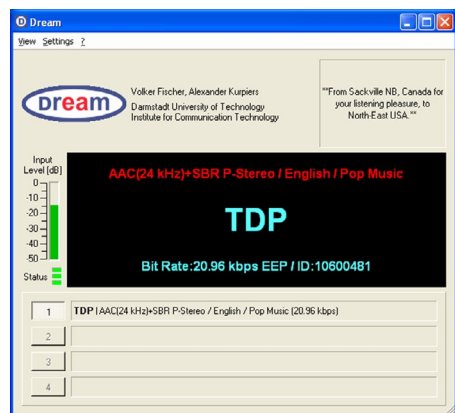 Dream
View Settings ?
Dream
Volker Fischer, Alexander Kurpiers
Darmstadt University of Technology
Institute for Communication Technology
""From Sackville NB, Canada for
your listening pleasure, to
North-East USA.""
Input
Level [dB]
0
-10
-20
-30
-40
-50
Status
AAC(24 kHz)+SBR P-Stereo / English / Pop Music
TDP
Bit Rate:20.96 kbps EEP / ID:10600481
1 TDP | AAC(24 kHz)+SBR P-Stereo / English / Pop Music (20.96 kbps)
2
3
4